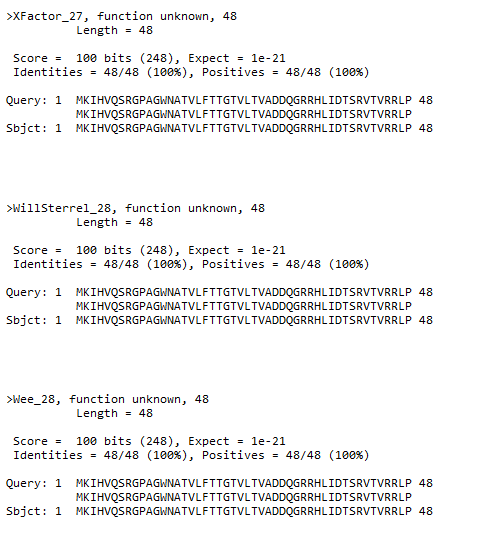 >XFactor_27, function unknown, 48
Length = 48
Score = 100 bits (248), Expect = 1e-21
Identities = 48/48 (100%), Positives = 48/48 (100%)
Query: 1 MKIHVQSRGPAGWNATVLFTTGTVLTVADDQGRRHLIDTSRVTVRRLP 48
MKIHVQSRGPAGWNATVLFTTGTVLTVADDQGRRHLIDTSRVTVRRLP
Sbjct: 1 MKIHVQSRGPAGWNATVLFTTGTVLTVADDQGRRHLIDTSRVTVRRLP 48
>WillSterrel_28, function unknown, 48
Length = 48
Score = 100 bits (248), Expect = 1e-21
Identities = 48/48 (100%), Positives = 48/48 (100%)
Query: 1 MKIHVQSRGPAGWNATVLFTTGTVLTVADDQGRRHLIDTSRVTVRRLP 48
MKIHVQSRGPAGWNATVLFTTGTVLTVADDQGRRHLIDTSRVTVRRLP
Sbjct: 1 MKIHVQSRGPAGWNATVLFTTGTVLTVADDQGRRHLIDTSRVTVRRLP 48
>Wee_28, function unknown, 48
Length = 48
Score = 100 bits (248), Expect = 1e-21
Identities = 48/48 (100%), Positives = 48/48 (100%)
Query: 1 MKIHVQSRGPAGWNATVLFTTGTVLTVADDQGRRHLIDTSRVTVRRLP 48
MKIHVQSRGPAGWNATVLFTTGTVLTVADDQGRRHLIDTSRVTVRRLP
Sbjct: 1 MKIHVQSRGPAGWNATVLFTTGTVLTVADDQGRRHLIDTSRVTVRRLP 48